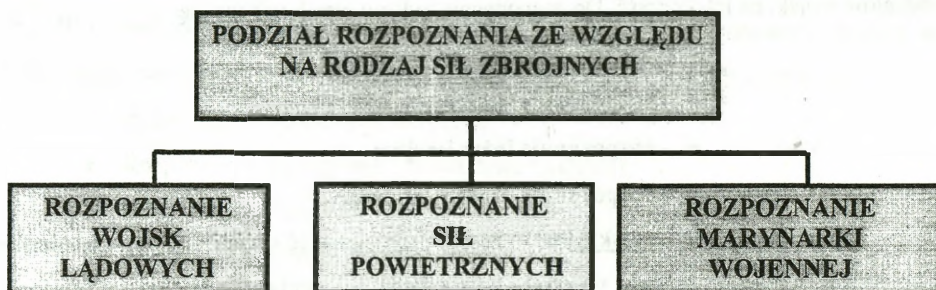 PODZIAŁ ROZPOZNANIA ZE WZGLĘDU
NA RODZAJ SIŁ ZBROJNYCH
ROZPOZNANIE
WOJSK
LĄDOWYCH
ROZPOZNANIE
SIŁ
POWIETRZNYCH
ROZPOZNANIE
MARYNARKI
WOJENNEJ